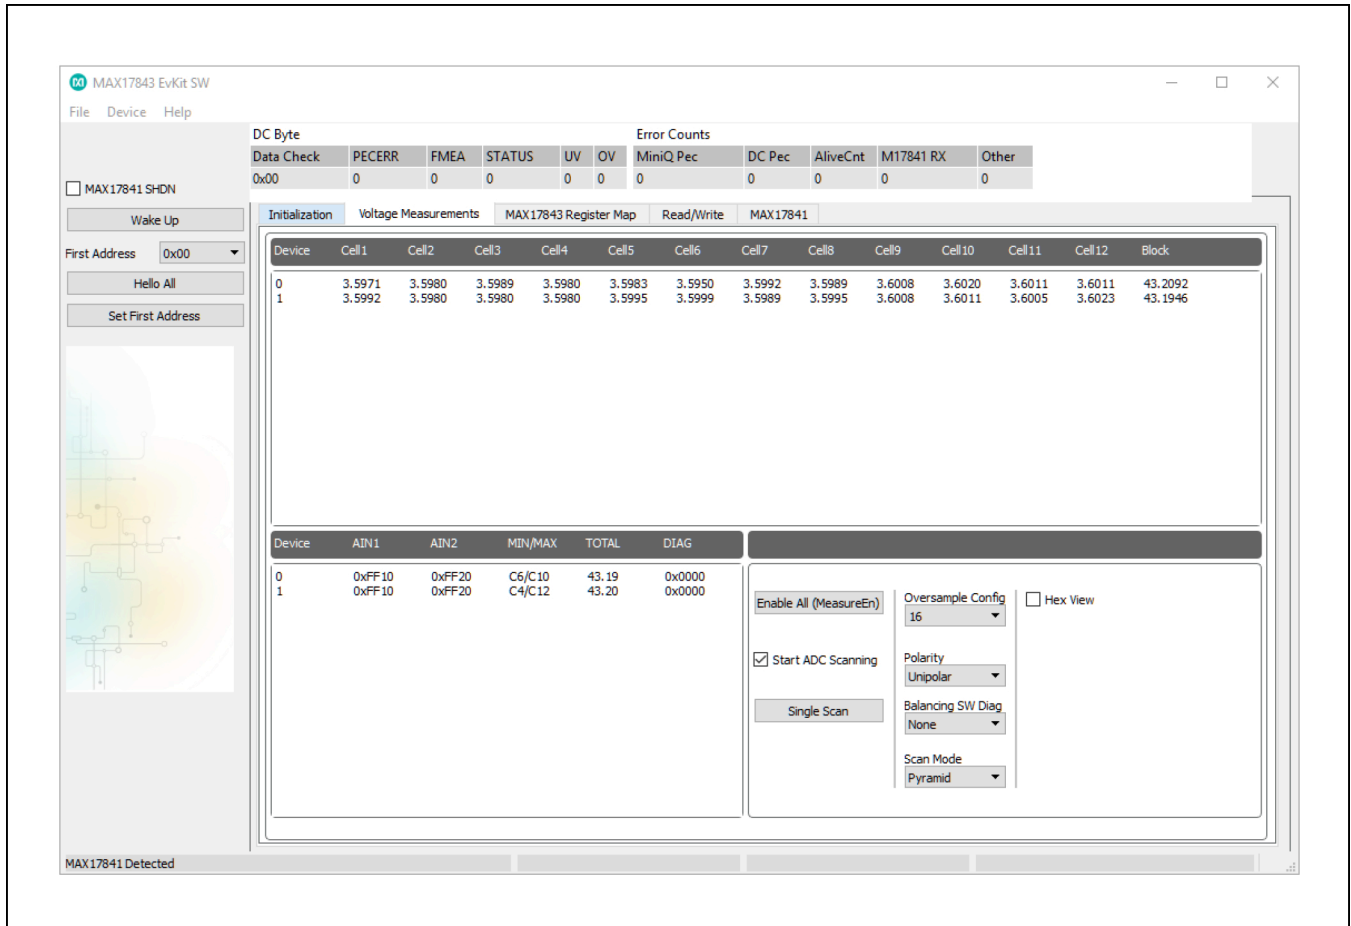 MAX17843 EvKit SW
File Device Help
DC Byte Error Counts
Data Check PECERR FMEA STATUS UV OV MiniQ Pec DC Pec AliveCnt M17841 RX Other
0x00 0 0 0 0 0 0 0 0 0 0
MAX17841 SHDN
Wake Up
First Address 0x00
Hello All
Set First Address
Initialization Voltage Measurements MAX17843 Register Map Read/Write MAX17841
Device Cell1 Cell2 Cell3 Cell4 Cell5 Cell6 Cell7 Cell8 Cell9 Cell10 Cell11 Cell12 Block
0 3.5971 3.5980 3.5989 3.5980 3.5983 3.5950 3.5992 3.5989 3.6008 3.6020 3.6011 3.6011 43.2092
1 3.5992 3.5980 3.5980 3.5980 3.5995 3.5999 3.5989 3.5995 3.6008 3.6011 3.6005 3.6023 43.1946
Device AIN1 AIN2 MIN/MAX TOTAL DIAG
0 0xFF10 0xFF20 C6/C10 43.19 0x0000
1 0xFF10 0xFF20 C4/C12 43.20 0x0000
Enable All (MeasureEn)
Start ADC Scanning
Single Scan
Oversample Config
16
Polarity
Unipolar
Balancing SW Diag
None
Scan Mode
Pyramid
Hex View
MAX17841 Detected